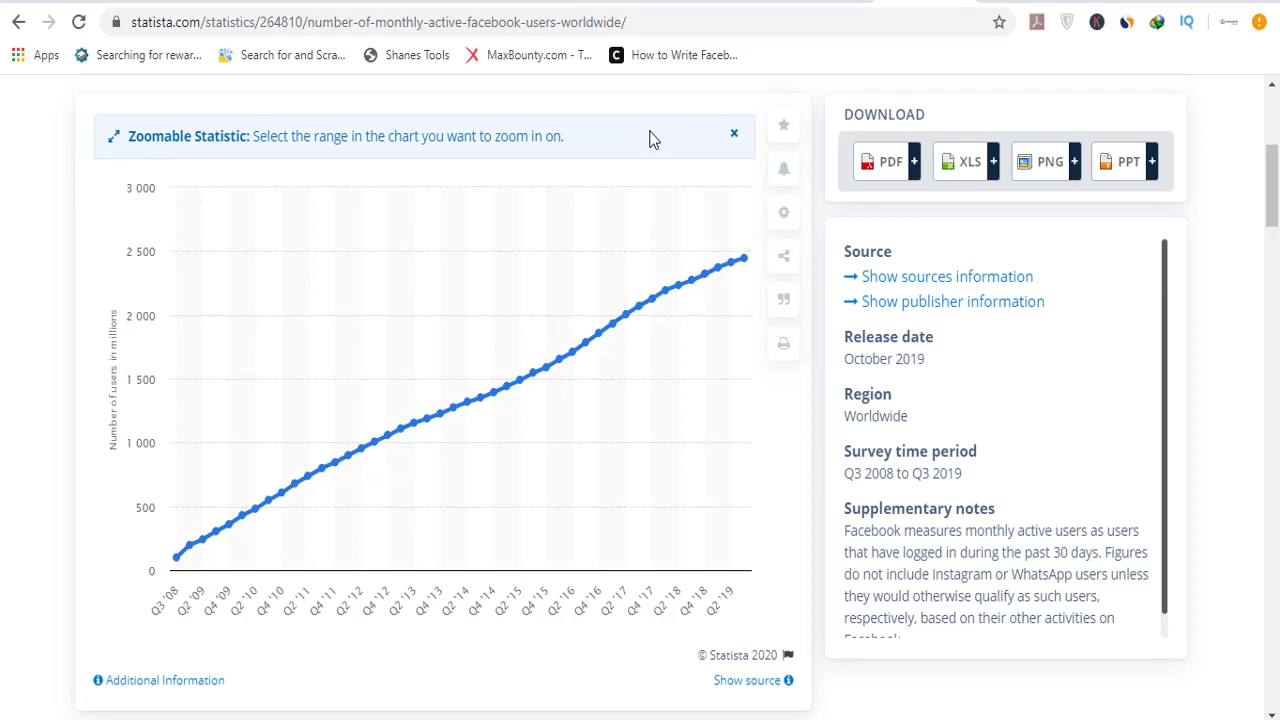 statista.com/statistics/264810/number-of-monthly-active-facebook-users-worldwide/
Apps
Searching for rewar...
Search for and Scra...
Shanes Tools
MaxBounty.com - T...
How to Write Faceb...
Zoomable Statistic: Select the range in the chart you want to zoom in on.
3 000
2 500
2 000
1 500
1 000
500
0
Number of users in millions
Q3 '08
Q2 '09
Q4 '09
Q2 '10
Q4 '10
Q2 '11
Q4 '11
Q2 '12
Q4 '12
Q2 '13
Q4 '13
Q2 '14
Q4 '14
Q2 '15
Q4 '15
Q2 '16
Q4 '16
Q2 '17
Q4 '17
Q2 '18
Q4 '18
Q2 '19
© Statista 2020
Additional Information
Show source
DOWNLOAD
PDF +
XLS +
PNG +
PPT +
Source
Show sources information
Show publisher information
Release date
October 2019
Region
Worldwide
Survey time period
Q3 2008 to Q3 2019
Supplementary notes
Facebook measures monthly active users as users
that have logged in during the past 30 days. Figures
do not include Instagram or WhatsApp users unless
they would otherwise qualify as such users,
respectively, based on their other activities on
Facebook.